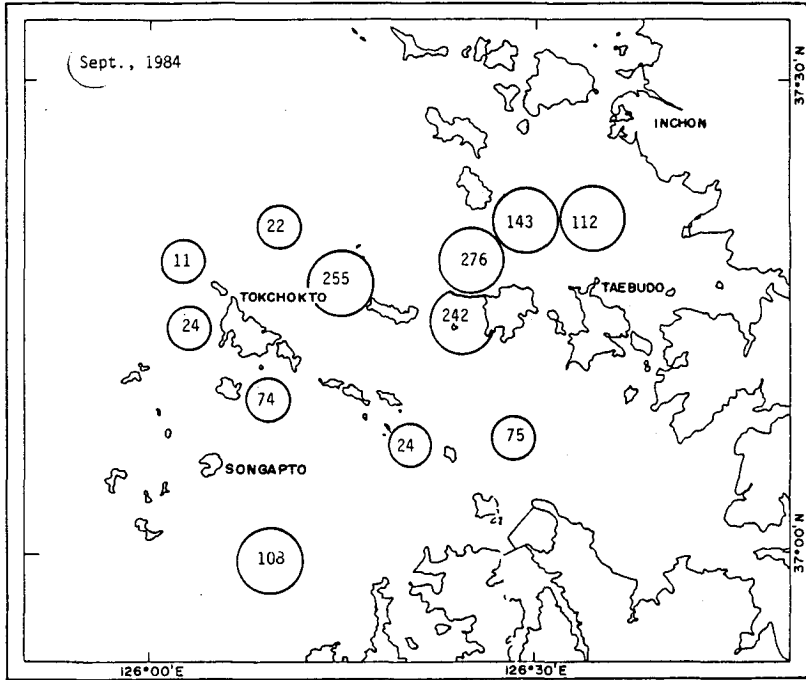 Sept., 1984
37°30'N
INCHON
22
143
112
11
276
255
TAEBUDO
TOKCHOKTO
24
242
74
24
75
SONGAPTO
108
37°00'N
126°00'E
126°30'E